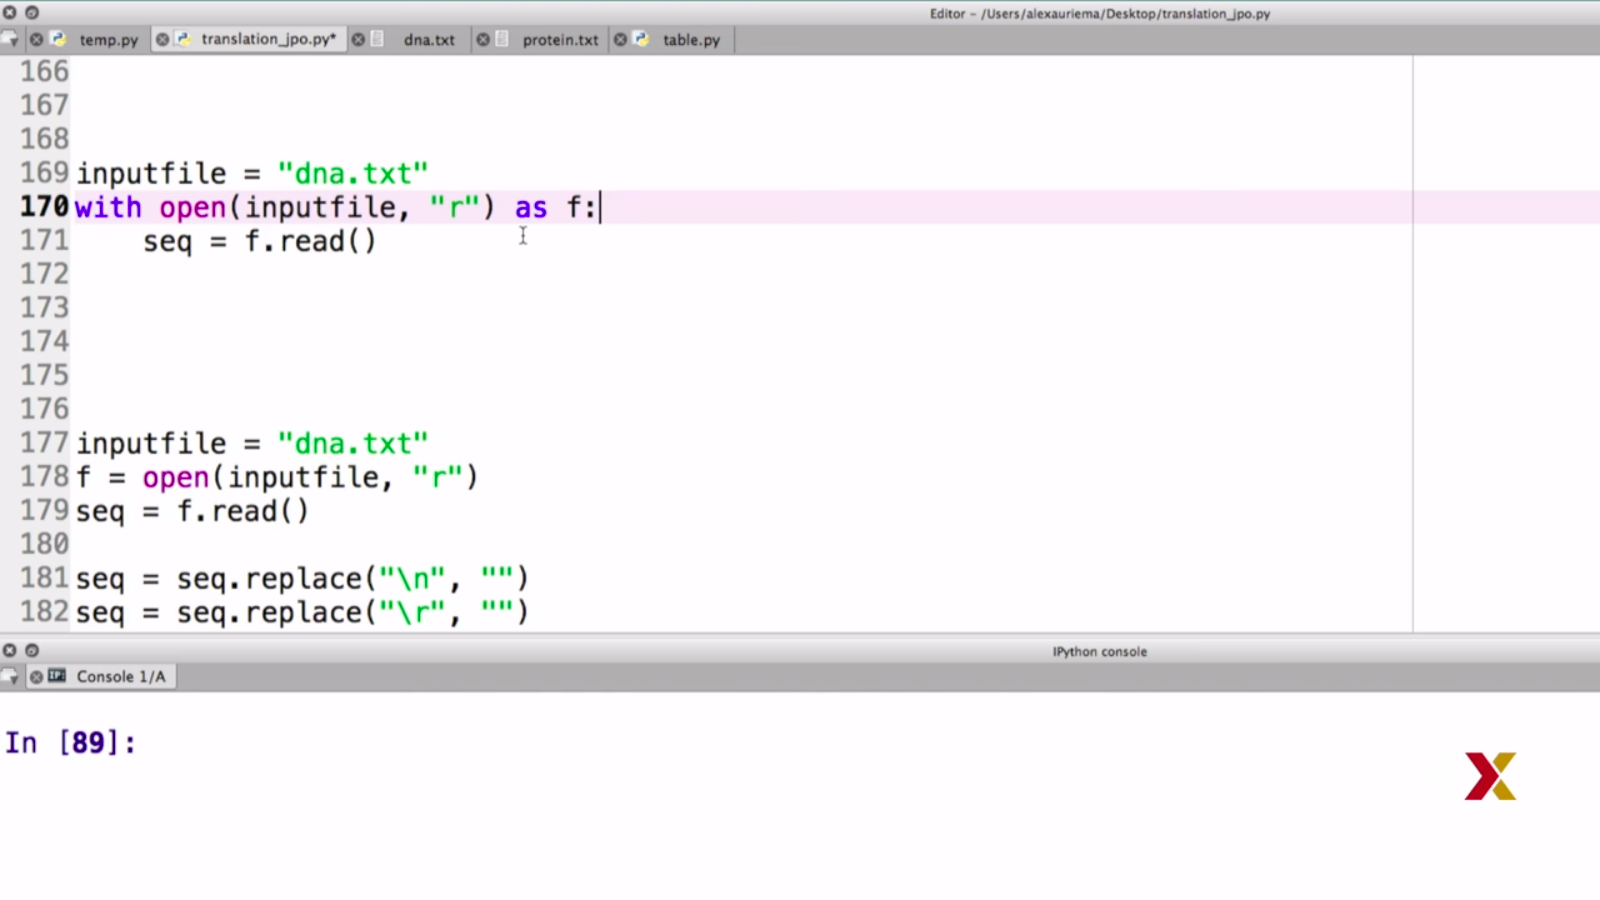 Editor – /Users/alexauriema/Desktop/translation_jpo.py
temp.py translation_jpo.py* dna.txt protein.txt table.py
166
167
168
169 inputfile = "dna.txt"
170 with open(inputfile, "r") as f:
171     seq = f.read()
172
173
174
175
176
177 inputfile = "dna.txt"
178 f = open(inputfile, "r")
179 seq = f.read()
180
181 seq = seq.replace("\n", "")
182 seq = seq.replace("\r", "")
IPython console
IP Console 1/A
In [89]:
X